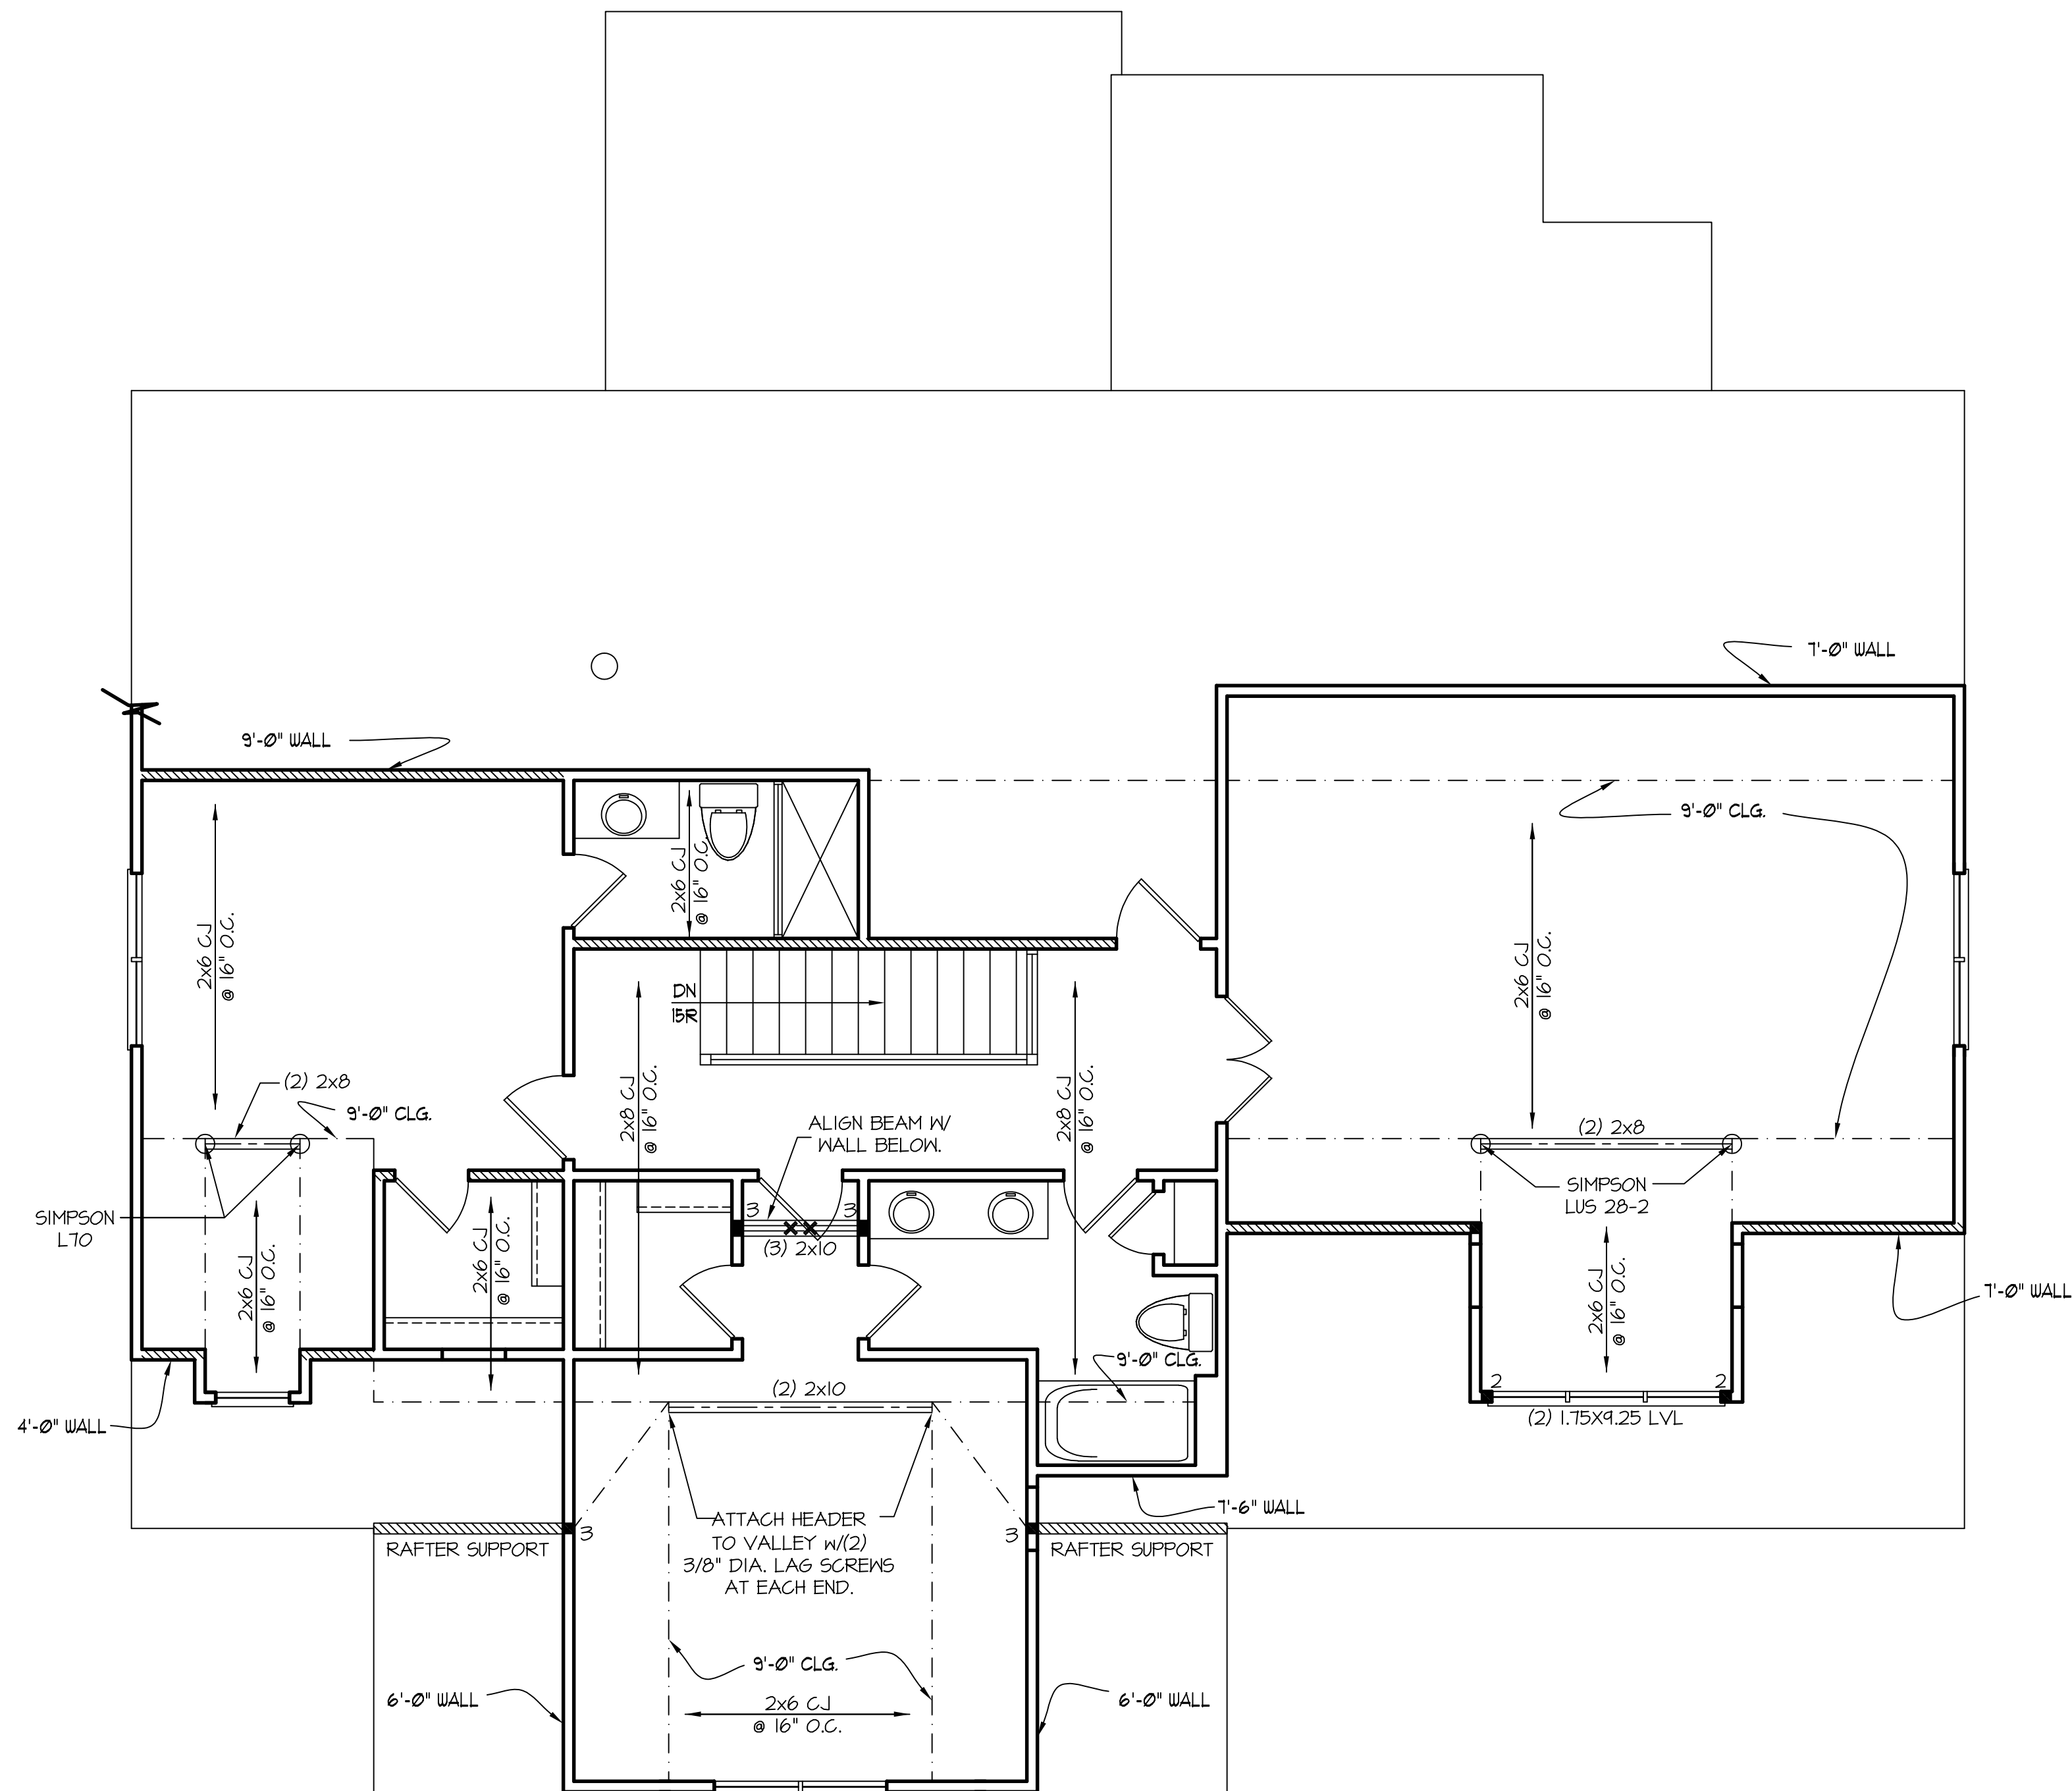 7'-0" WALL
9'-0" WALL
9'-0" CLG.
2x6 CJ
@ 16" O.C.
2x6 CJ
@ 16" O.C.
2x6 CJ
@ 16" O.C.
DN
15R
(2) 2x8
9'-0" CLG.
2x8 CJ
@ 16" O.C.
ALIGN BEAM W/
WALL BELOW.
2x8 CJ
@ 16" O.C.
(2) 2x8
SIMPSON
L70
SIMPSON
LUS 28-2
3
3
(3) 2x10
2x6 CJ
@ 16" O.C.
2x6 CJ
@ 16" O.C.
2x6 CJ
@ 16" O.C.
7'-0" WALL
9'-0" CLG.
(2) 2x10
2
2
(2) 1.75X9.25 LVL
4'-0" WALL
7'-6" WALL
ATTACH HEADER
TO VALLEY w/(2)
3/8" DIA. LAG SCREWS
AT EACH END.
3
3
RAFTER SUPPORT
RAFTER SUPPORT
9'-0" CLG.
6'-0" WALL
6'-0" WALL
2x6 CJ
@ 16" O.C.